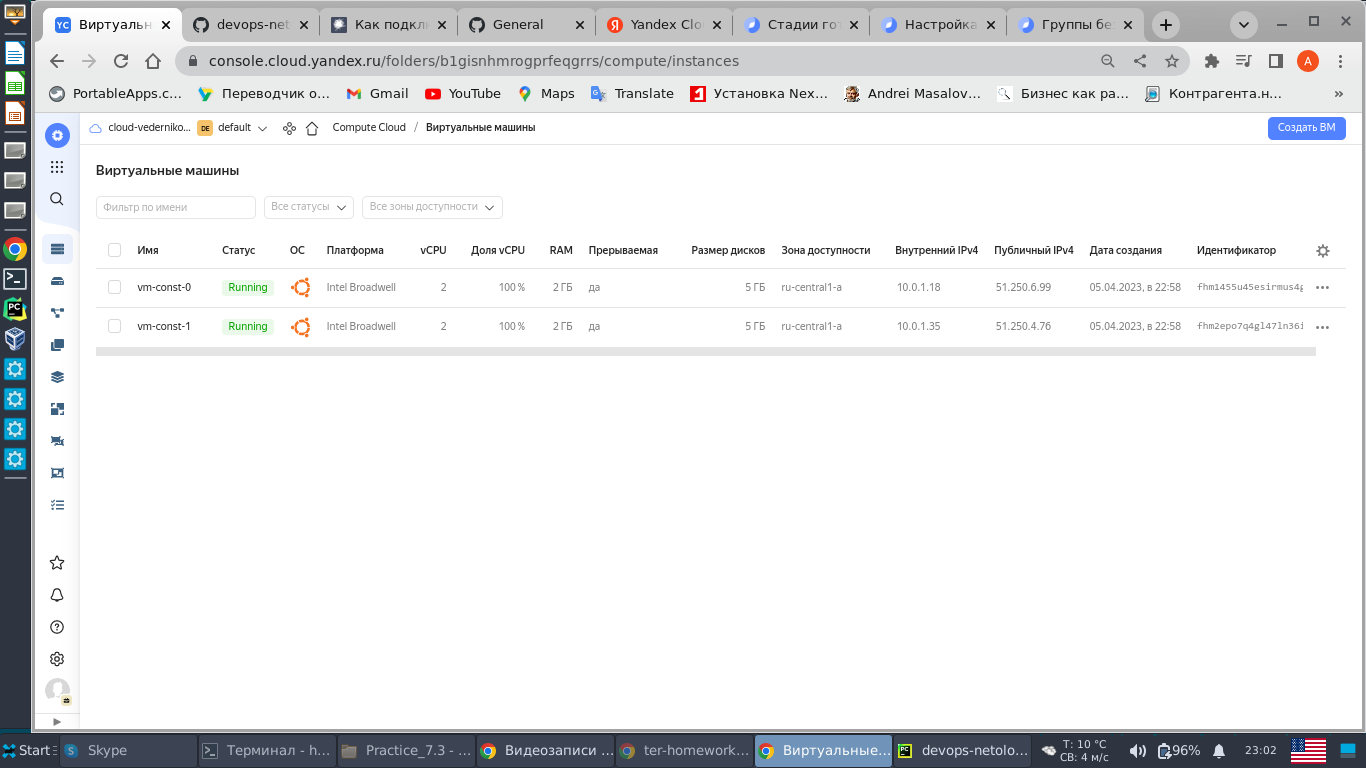 Виртуальн
devops-net
Как подклю
General
Yandex Clo
Стадии гот
Настройка
Группы без
console.cloud.yandex.ru/folders/b1gisnhmmogprfeqgrrs/compute/instances
A
PortableApps.c...
Переводчик о...
Gmail
YouTube
Maps
Translate
Установка Nex...
Andrei Masalov...
Бизнес как ра...
Контрагента.н...
»
cloud-vederniko...
DE
default
Compute Cloud / Виртуальные машины
Создать ВМ
Виртуальные машины
Фильтр по имени
Все статусы
Все зоны доступности
Имя Статус ОС Платформа vCPU Доля vCPU RAM Прерываемая Размер дисков Зона доступности Внутренний IPv4 Публичный IPv4 Дата создания Идентификатор
vm-const-0 Running Intel Broadwell 2 100 % 2 ГБ да 5 ГБ ru-central1-a 10.0.1.18 51.250.6.99 05.04.2023, в 22:58 fhm1455u45esirmus4g
vm-const-1 Running Intel Broadwell 2 100 % 2 ГБ да 5 ГБ ru-central1-a 10.0.1.35 51.250.4.76 05.04.2023, в 22:58 fhm2epo7q4gl47ln36i
Start
Skype
Терминал - h...
Practice_7.3 - ...
Видеозаписи ...
ter-homework...
Виртуальные...
devops-netolo...
T: 10 °C
СВ: 4 м/с
96%
23:02